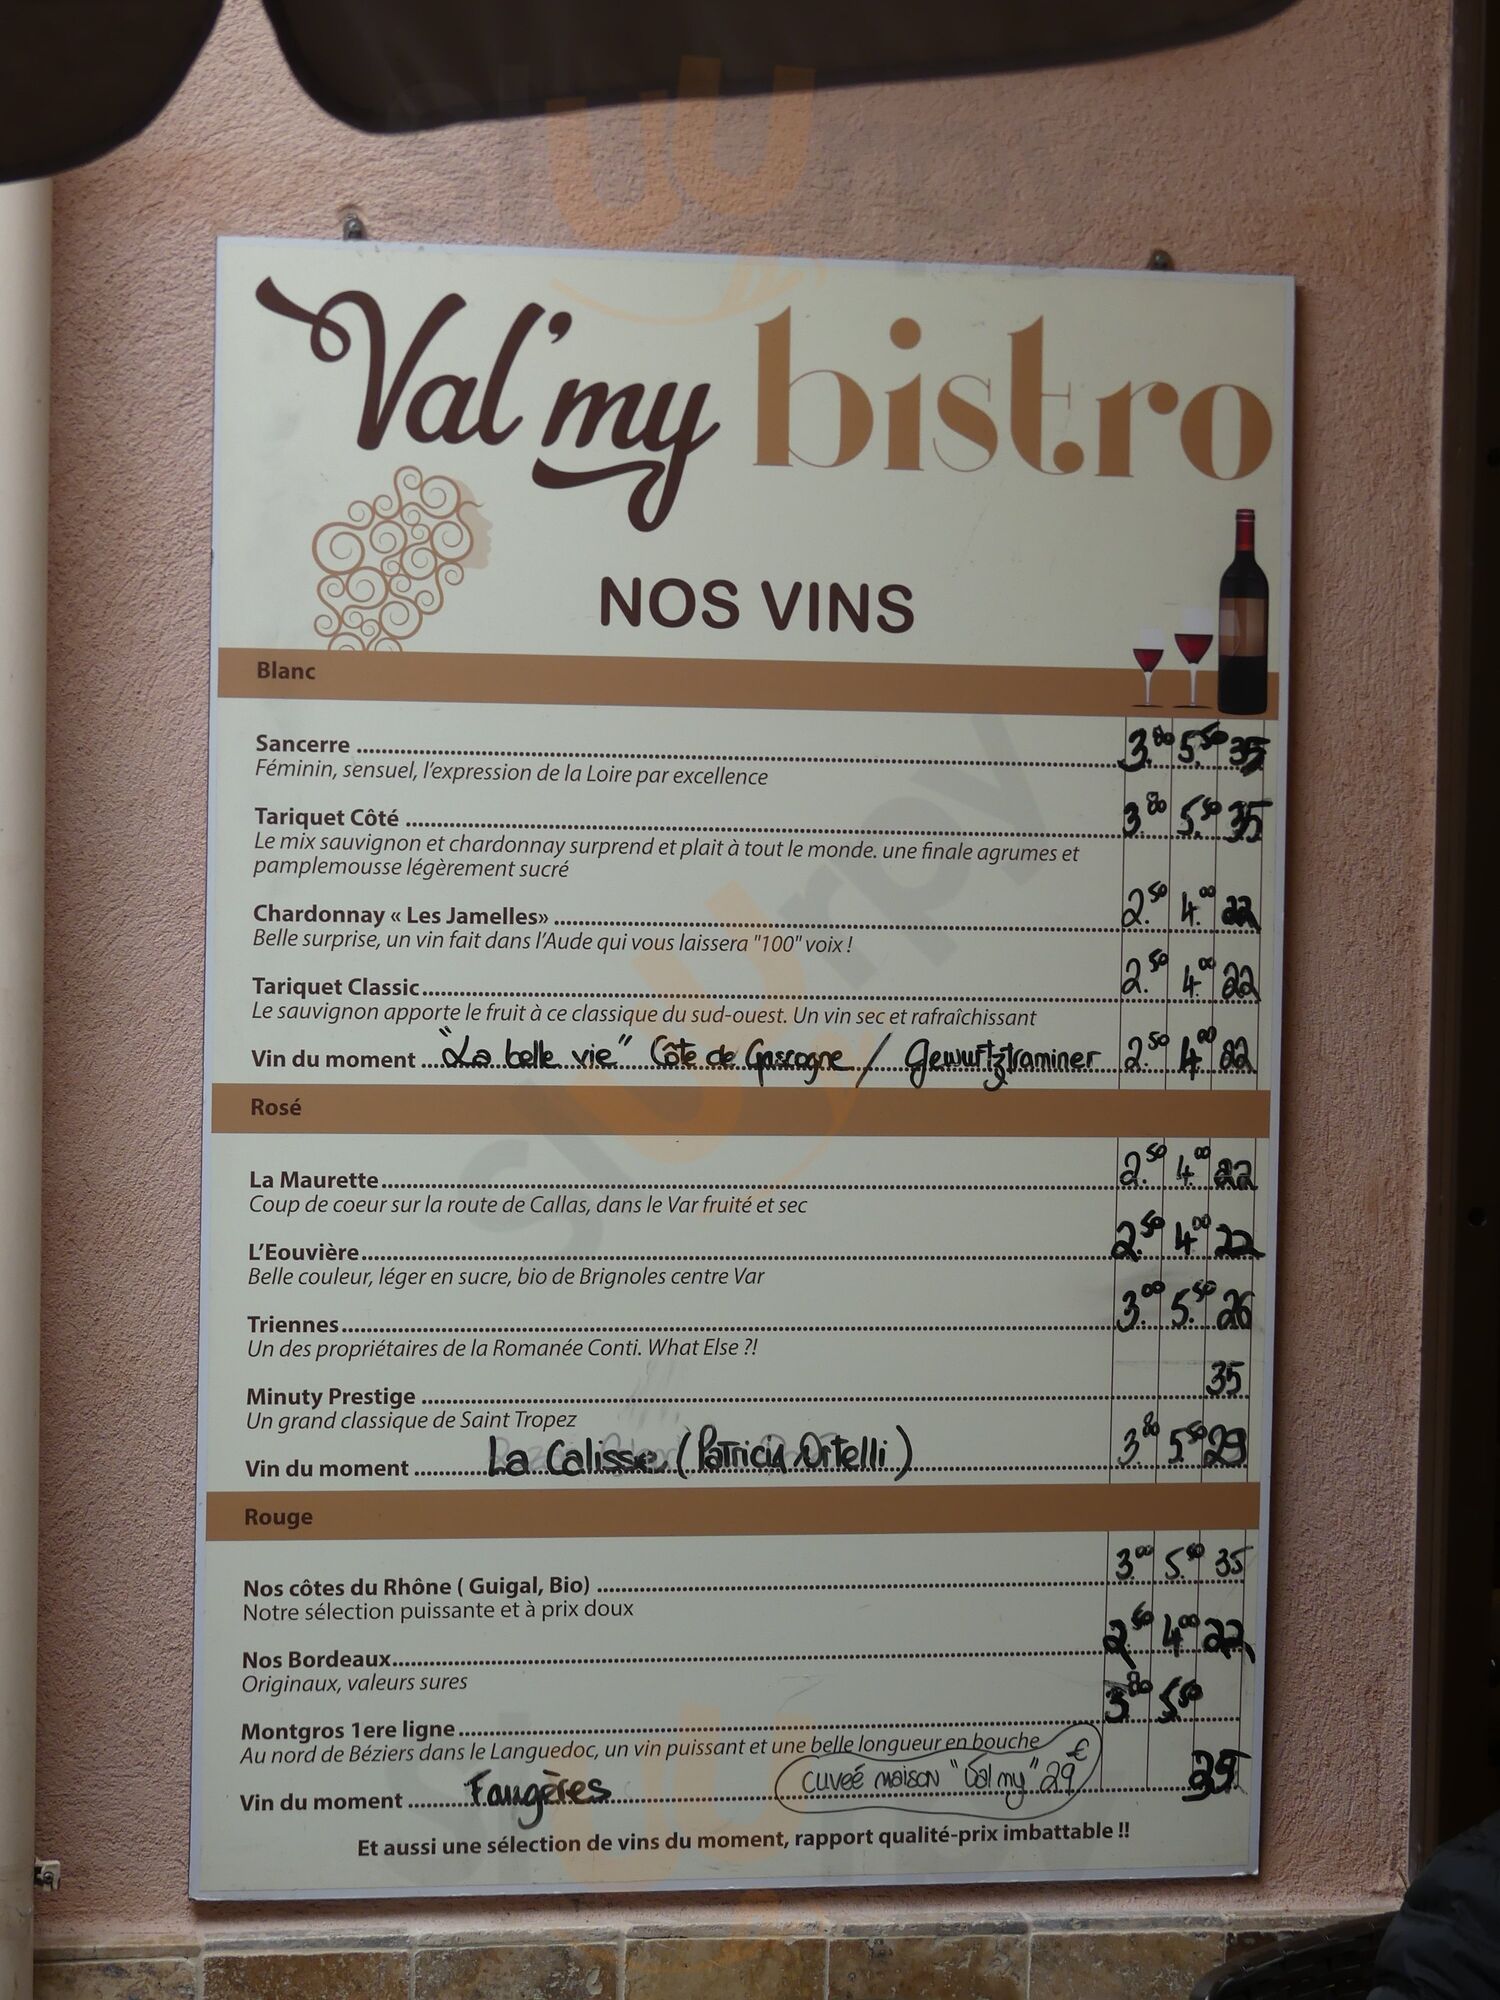 Val'my bistro
NOS VINS
Blanc
Sancerre ........ 3.80 5.50 35
Féminin, sensuel, l'expression de la Loire par excellence
Tariquet Côté ........ 3.80 5.50 35
Le mix sauvignon et chardonnay surprend et plait à tout le monde. une finale agrumes et
pamplemousse légèrement sucré
Chardonnay « Les Jamelles» ........ 2.50 4.00 22
Belle surprise, un vin fait dans l'Aude qui vous laissera "100" voix !
Tariquet Classic ........ 2.50 4.00 22
Le sauvignon apporte le fruit à ce classique du sud-ouest. Un vin sec et rafraîchissant
Vin du moment ... "La belle vie" Côte de Gascogne / Gewurtztraminer 2.50 4.00 22
Rosé
La Maurette ........ 2.50 4.00 22
Coup de coeur sur la route de Callas, dans le Var fruité et sec
L'Eouvière ........ 2.50 4.00 22
Belle couleur, léger en sucre, bio de Brignoles centre Var
Triennes ........ 3.00 5.50 26
Un des propriétaires de la Romanée Conti. What Else ?!
Minuty Prestige ........ 35
Un grand classique de Saint Tropez
Vin du moment ........ La Calisse (Patricia Ortelli) 3.80 5.50 29
Rouge
Nos côtes du Rhône ( Guigal, Bio) ........ 3.00 5.50 35
Notre sélection puissante et à prix doux
Nos Bordeaux ........ 2.50 4.00 22
Originaux, valeurs sures
Montgros 1ere ligne ........ 3.80 5.50
Au nord de Béziers dans le Languedoc, un vin puissant et une belle longueur en bouche
Vin du moment ........ Faugères cuveé maison "Val my" 29€
Et aussi une sélection de vins du moment, rapport qualité-prix imbattable !!
slurpy